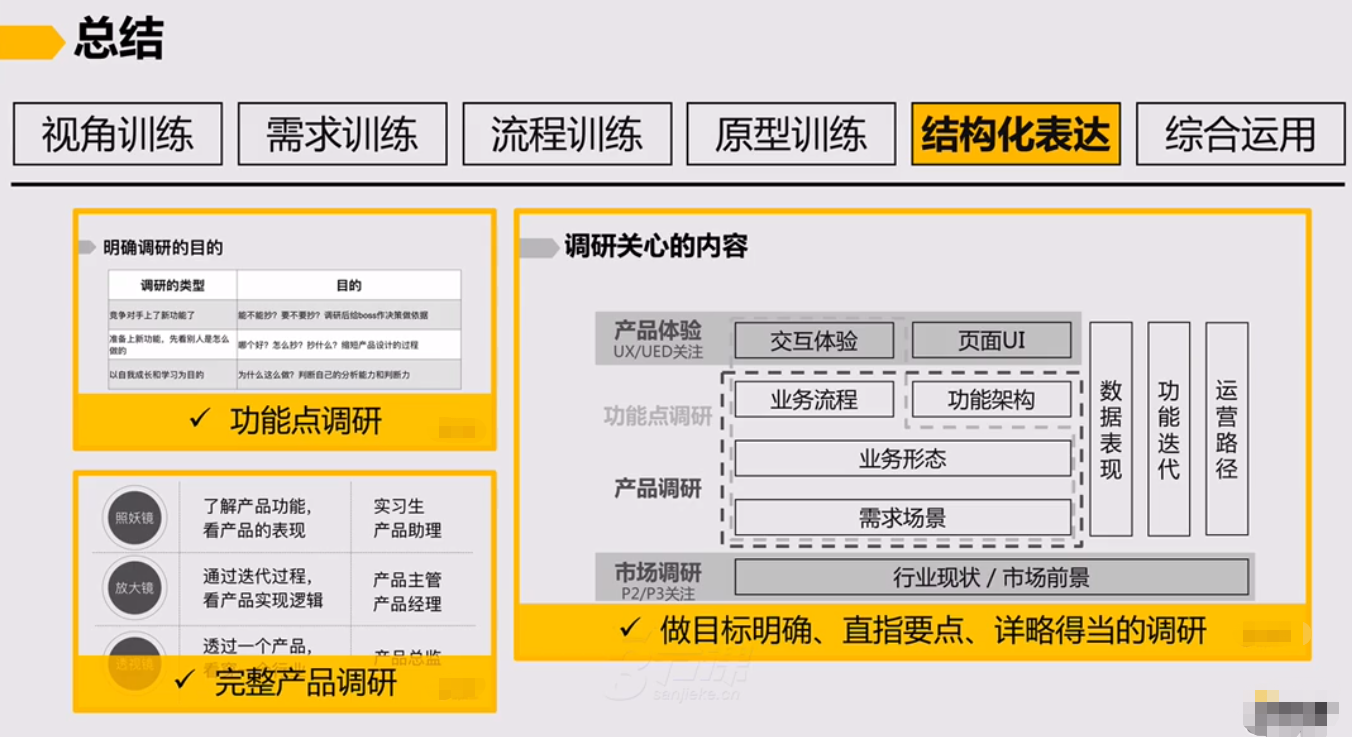 总结
视角训练
需求训练
流程训练
原型训练
结构化表达
综合运用
明确调研的目的
调研的类型 目的
竞争对手上了新功能了 能不能抄？要不要抄？调研后给boss作决策做依据
准备上新功能，先看别人是怎么做的 哪个好？怎么抄？抄什么？缩短产品设计的过程
以自我成长和学习为目的 为什么这么做？判断自己的分析能力和判断力
✓ 功能点调研
照妖镜
了解产品功能，
看产品的表现
实习生
产品助理
放大镜
通过迭代过程，
看产品实现逻辑
产品主管
产品经理
透视镜
透过一个产品，
产品总监
✓ 完整产品调研
调研关心的内容
产品体验
UX/UED关注
交互体验
页面UI
功能点调研
业务流程
功能架构
产品调研
业务形态
需求场景
数据表现
功能迭代
运营路径
市场调研
P2/P3关注
行业现状 / 市场前景
✓ 做目标明确、直指要点、详略得当的调研
sanjieke.cn